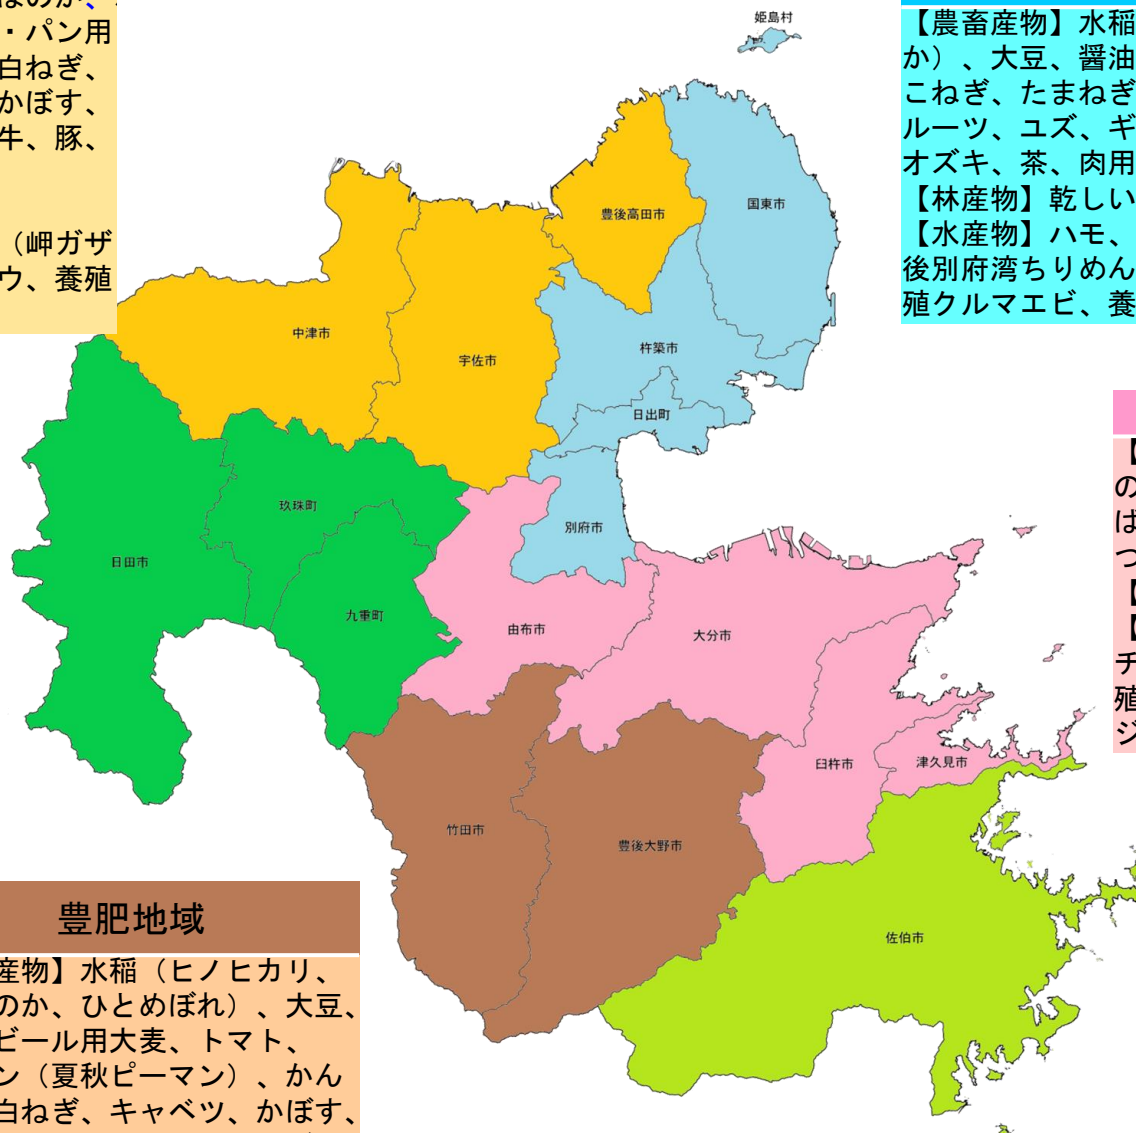 ほのか、
・パン用
白ねぎ、
かぼす、
牛、豚、
（岬ガザ
ウ、養殖
姫島村
【農畜産物】水稲
か）、大豆、醤油
こねぎ、たまねぎ
ルーツ、ユズ、ギ
オズキ、茶、肉用
【林産物】乾しい
【水産物】ハモ、
後別府湾ちりめん
殖クルマエビ、養
豊後高田市
国東市
中津市
宇佐市
杵築市
日出町
別府市
玖珠町
日田市
九重町
由布市
大分市
臼杵市
津久見市
竹田市
豊後大野市
佐伯市
【
の
ば
つ
【
【
チ
殖
ジ
豊肥地域
産物】水稲（ヒノヒカリ、
のか、ひとめぼれ）、大豆、
ビール用大麦、トマト、
ン（夏秋ピーマン）、かん
白ねぎ、キャベツ、かぼす、